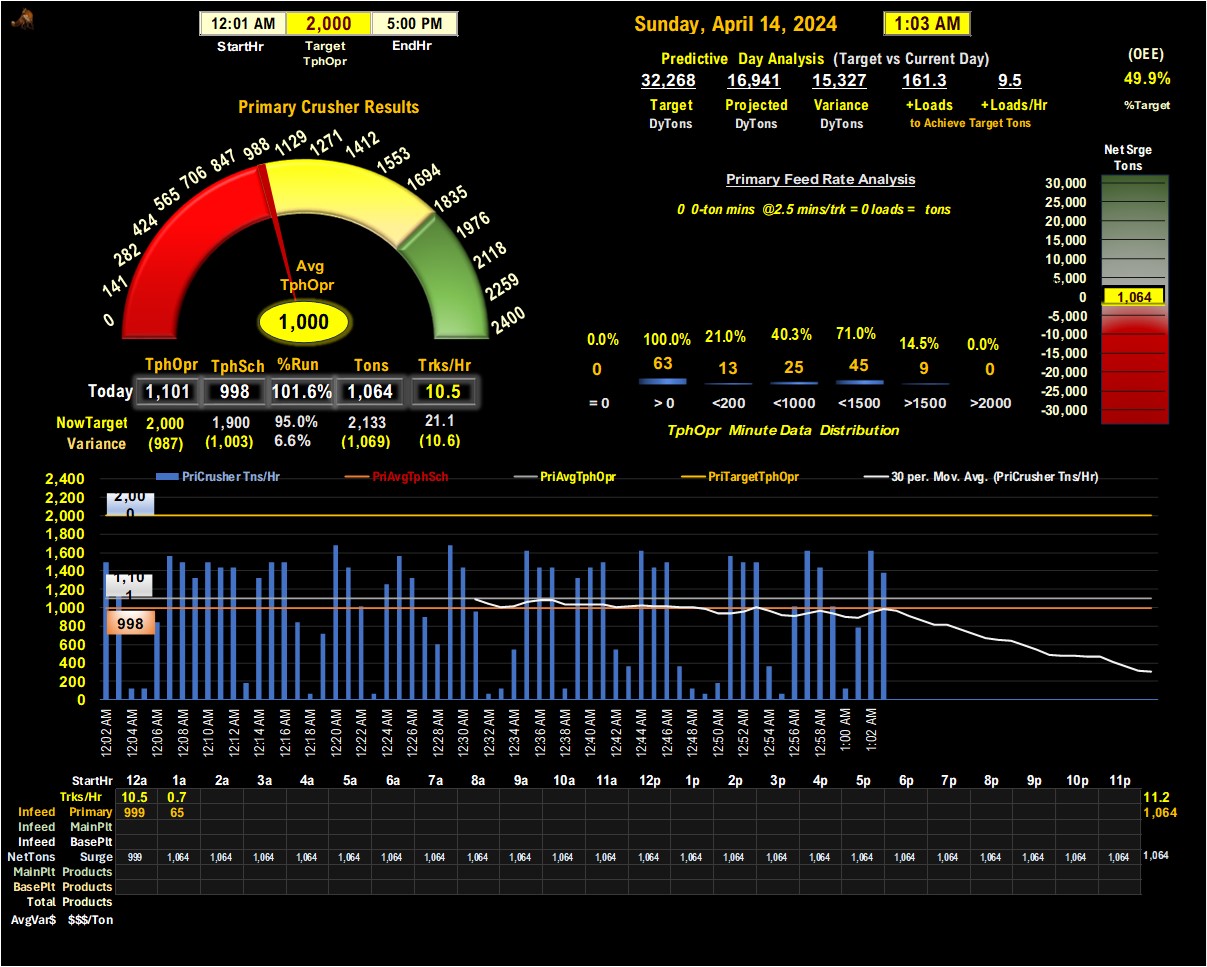 12:01 AM 2,000 5:00 PM
StartHr Target EndHr
TphOpr
Sunday, April 14, 2024 1:03 AM
Predictive Day Analysis (Target vs Current Day)
32,268 16,941 15,327 161.3 9.5
Target Projected Variance +Loads +Loads/Hr
DyTons DyTons DyTons to Achieve Target Tons
(OEE)
49.9%
%Target
Primary Crusher Results
0 141 282 424 565 706 847 988 1129 1271 1412 1553 1694 1835 1976 2118 2259 2400
Avg
TphOpr
1,000
Primary Feed Rate Analysis
0 0-ton mins @2.5 mins/trk = 0 loads = tons
Net Srge
Tons
30,000
25,000
20,000
15,000
10,000
5,000
0 1,064
-5,000
-10,000
-15,000
-20,000
-25,000
-30,000
0.0% 100.0% 21.0% 40.3% 71.0% 14.5% 0.0%
0 63 13 25 45 9 0
= 0 > 0 <200 <1000 <1500 >1500 >2000
TphOpr Minute Data Distribution
TphOpr TphSch %Run Tons Trks/Hr
Today 1,101 998 101.6% 1,064 10.5
NowTarget 2,000 1,900 95.0% 2,133 21.1
Variance (987) (1,003) 6.6% (1,069) (10.6)
PriCrusher Tns/Hr PriAvgTphSch PriAvgTphOpr PriTargetTphOpr 30 per. Mov. Avg. (PriCrusher Tns/Hr)
2,400
2,200
2,000
1,800
1,600
1,400
1,200
1,000
800
600
400
200
0
2,00
0
1,10
1
998
12:02 AM 12:04 AM 12:06 AM 12:08 AM 12:10 AM 12:12 AM 12:14 AM 12:16 AM 12:18 AM 12:20 AM 12:22 AM 12:24 AM 12:26 AM 12:28 AM 12:30 AM 12:32 AM 12:34 AM 12:36 AM 12:38 AM 12:40 AM 12:42 AM 12:44 AM 12:46 AM 12:48 AM 12:50 AM 12:52 AM 12:54 AM 12:56 AM 12:58 AM 1:00 AM 1:02 AM
StartHr 12a 1a 2a 3a 4a 5a 6a 7a 8a 9a 10a 11a 12p 1p 2p 3p 4p 5p 6p 7p 8p 9p 10p 11p
Trks/Hr 10.5 0.7 11.2
Infeed Primary 999 65 1,064
Infeed MainPlt
Infeed BasePlt
NetTons Surge 999 1,064 1,064 1,064 1,064 1,064 1,064 1,064 1,064 1,064 1,064 1,064 1,064 1,064 1,064 1,064 1,064 1,064 1,064 1,064 1,064 1,064 1,064 1,064 1,064
MainPlt Products
BasePlt Products
Total Products
AvgVar$ $$$/Ton